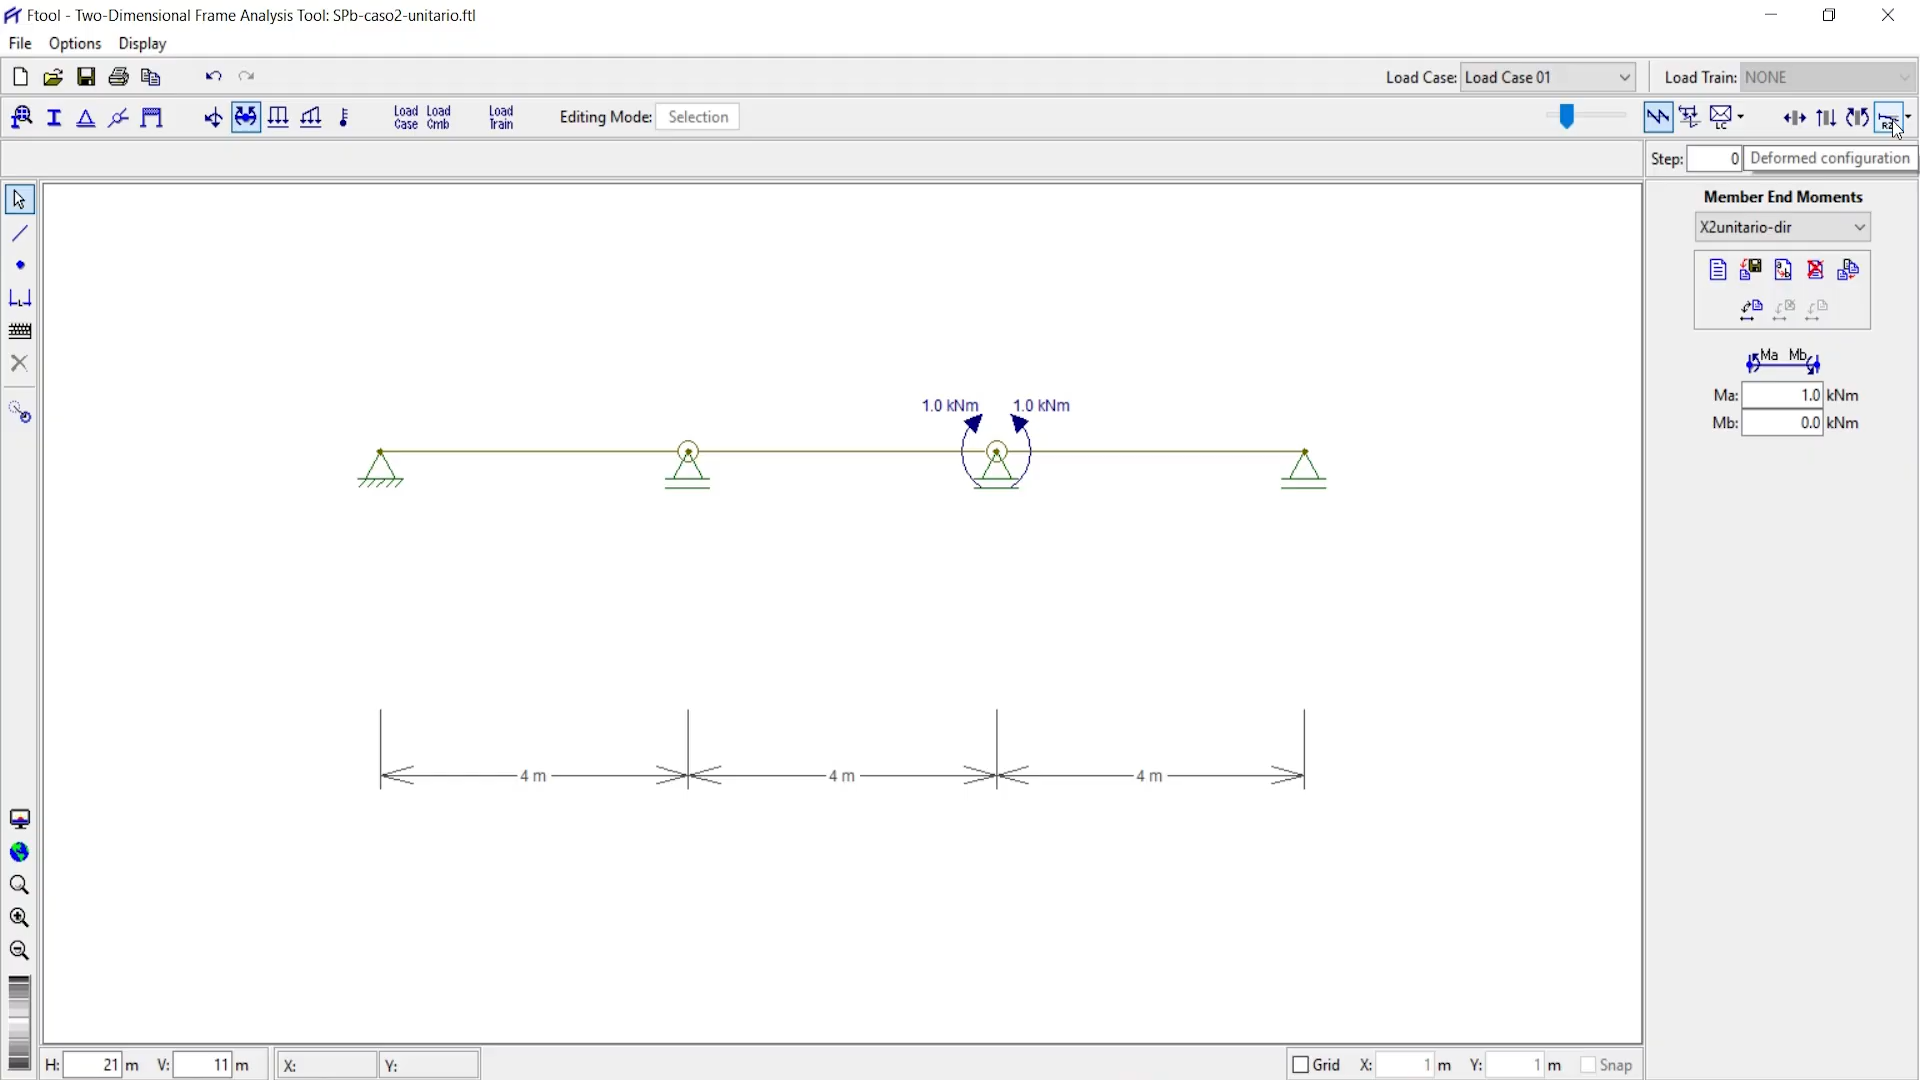 Ftool - Two-Dimensional Frame Analysis Tool: SPb-caso2-unitario.ftl
File Options Display
Load Case: Load Case 01 Load Train: NONE
Load Case Load Cmb Load Train Editing Mode: Selection LC R2
Step: 0 Deformed configuration
Member End Moments
X2unitario-dir
Ma Mb
Ma: 1.0 kNm
Mb: 0.0 kNm
1.0 kNm 1.0 kNm
4 m 4 m 4 m
H: 21 m V: 11 m X: Y: Grid X: 1 m Y: 1 m Snap